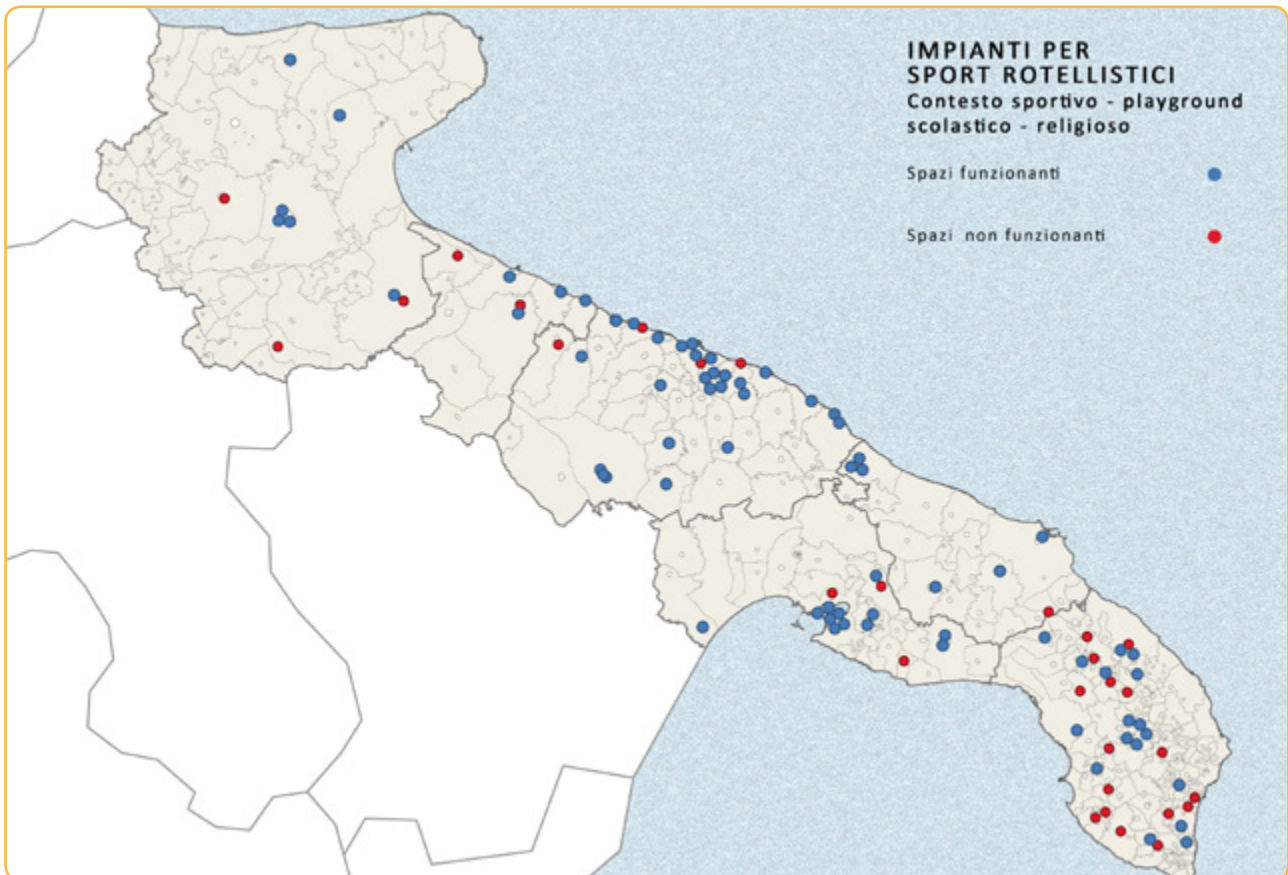 IMPIANTI PER
SPORT ROTELLISTICI
Contesto sportivo - playground
scolastico - religioso
Spazi funzionanti
Spazi non funzionanti